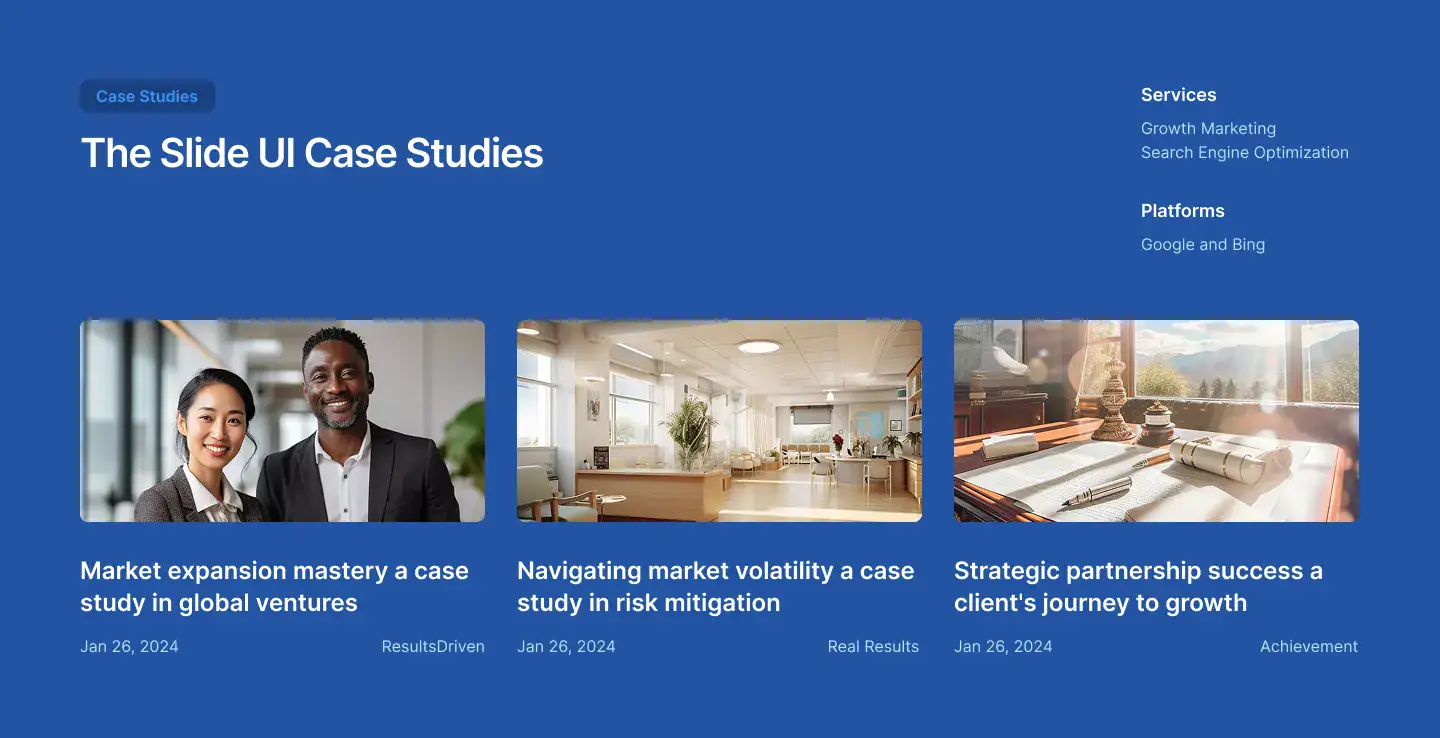 Case Studies
The Slide UI Case Studies
Services
Growth Marketing
Search Engine Optimization
Platforms
Google and Bing
Market expansion mastery a case
study in global ventures
Jan 26, 2024
ResultsDriven
Navigating market volatility a case
study in risk mitigation
Jan 26, 2024
Real Results
Strategic partnership success a
client's journey to growth
Jan 26, 2024
Achievement